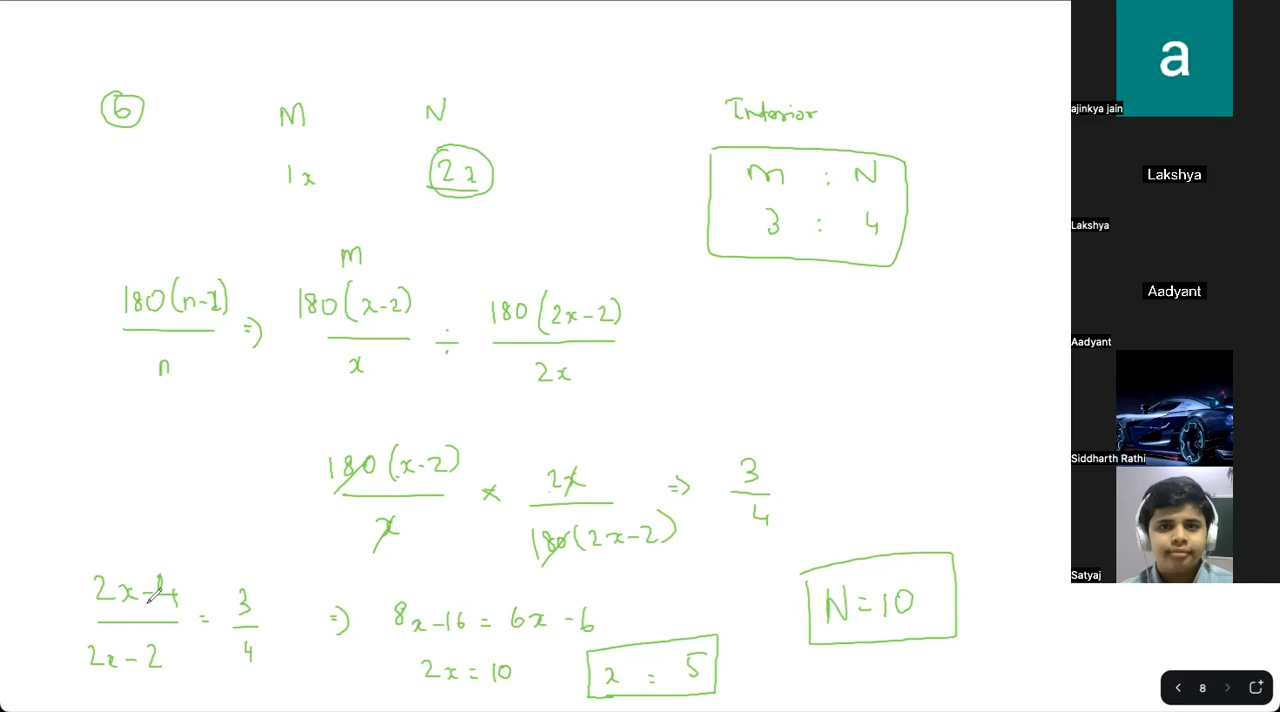 6 M N Interior
1x 2x M : N
3 : 4
M
180(n-2)/n => 180(x-2)/x ÷ 180(2x-2)/2x
180(x-2)/x × 2x/180(2x-2) => 3/4
2x-4/2x-2 = 3/4 => 8x-16 = 6x-6 N=10
2x=10 x = 5
a
ajinkya jain
Lakshya
Lakshya
Aadyant
Aadyant
Siddharth Rathi
Satyaj
8